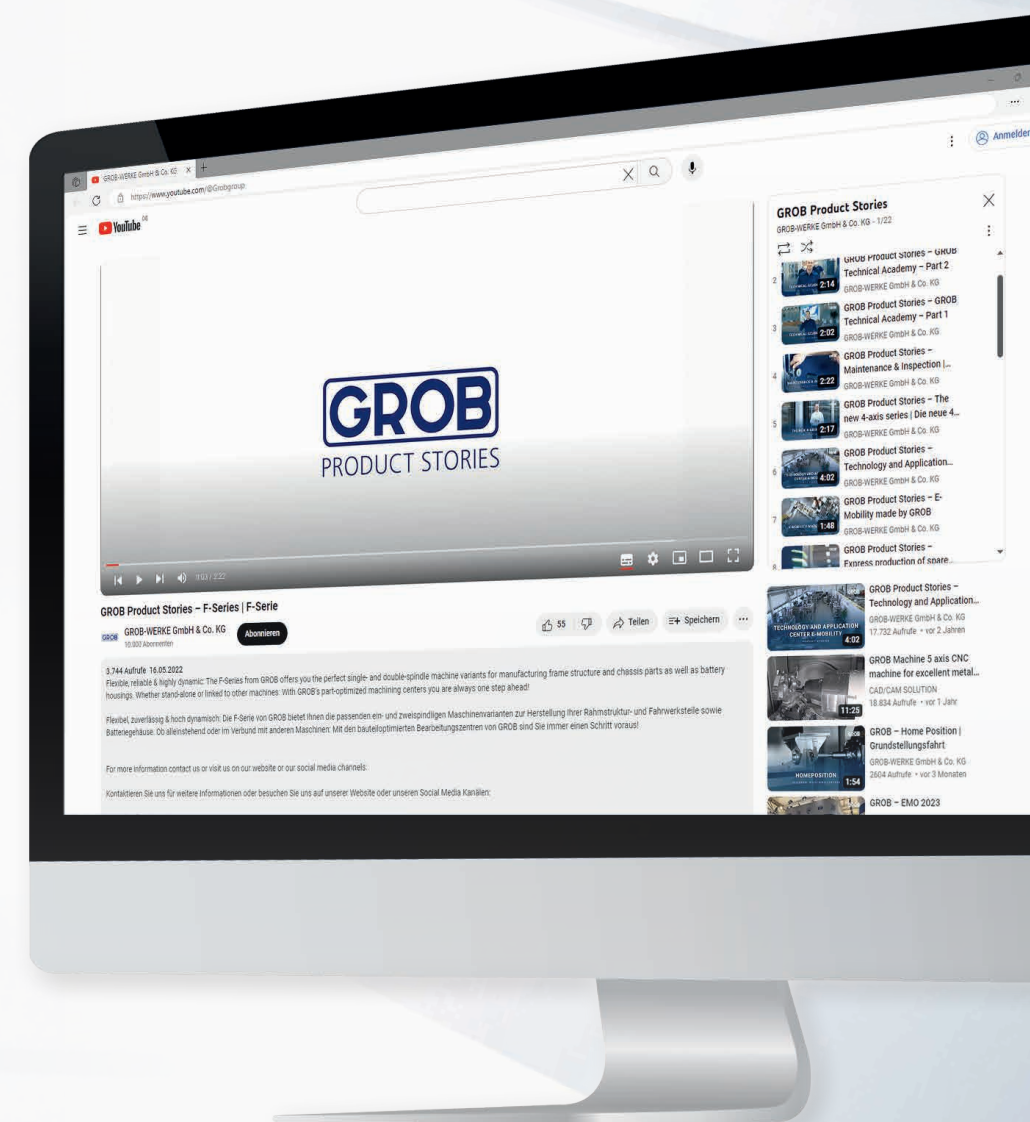 GROB-WERKE GmbH & Co. KG
https://www.youtube.com/@Grobgroup
Anmelden
YouTube DE
GROB
PRODUCT STORIES
0:03 / 2:22
GROB Product Stories – F-Series | F-Serie
GROB
GROB-WERKE GmbH & Co. KG
10.000 Abonnenten
Abonnieren
55
Teilen
Speichern
3.744 Aufrufe 16.05.2022
Flexible, reliable & highly dynamic: The F-Series from GROB offers you the perfect single- and double-spindle machine variants for manufacturing frame structure and chassis parts as well as battery
housings. Whether stand-alone or linked to other machines: With GROB's part-optimized machining centers you are always one step ahead!
Flexibel, zuverlässig & hoch dynamisch: Die F-Serie von GROB bietet Ihnen die passenden ein- und zweispindligen Maschinenvarianten zur Herstellung Ihrer Rahmstruktur- und Fahrwerksteile sowie
Batteriegehäuse. Ob alleinstehend oder im Verbund mit anderen Maschinen: Mit den bauteiloptimierten Bearbeitungszentren von GROB sind Sie immer einen Schritt voraus!
For more information contact us or visit us on our website or our social media channels:
Kontaktieren Sie uns für weitere Informationen oder besuchen Sie uns auf unserer Website oder unseren Social Media Kanälen:
GROB Product Stories
GROB-WERKE GmbH & Co. KG - 1/22
2
2:14
GROB Product Stories – GROB
Technical Academy – Part 2
GROB-WERKE GmbH & Co. KG
3
2:02
GROB Product Stories – GROB
Technical Academy – Part 1
GROB-WERKE GmbH & Co. KG
4
2:22
GROB Product Stories –
Maintenance & Inspection |...
GROB-WERKE GmbH & Co. KG
5
2:17
GROB Product Stories – The
new 4-axis series | Die neue 4...
GROB-WERKE GmbH & Co. KG
6
4:02
GROB Product Stories –
Technology and Application...
GROB-WERKE GmbH & Co. KG
7
1:48
GROB Product Stories – E-
Mobility made by GROB
GROB-WERKE GmbH & Co. KG
8
GROB Product Stories –
Express production of spare...
TECHNOLOGY AND APPLICATION
CENTER E-MOBILITY
4:02
GROB Product Stories –
Technology and Application...
GROB-WERKE GmbH & Co. KG
17.732 Aufrufe • vor 2 Jahren
11:25
GROB Machine 5 axis CNC
machine for excellent metal...
CAD/CAM SOLUTION
18.834 Aufrufe • vor 1 Jahr
GROB
HOMEPOSITION
1:54
GROB – Home Position |
Grundstellungsfahrt
GROB-WERKE GmbH & Co. KG
2604 Aufrufe • vor 3 Monaten
GROB – EMO 2023